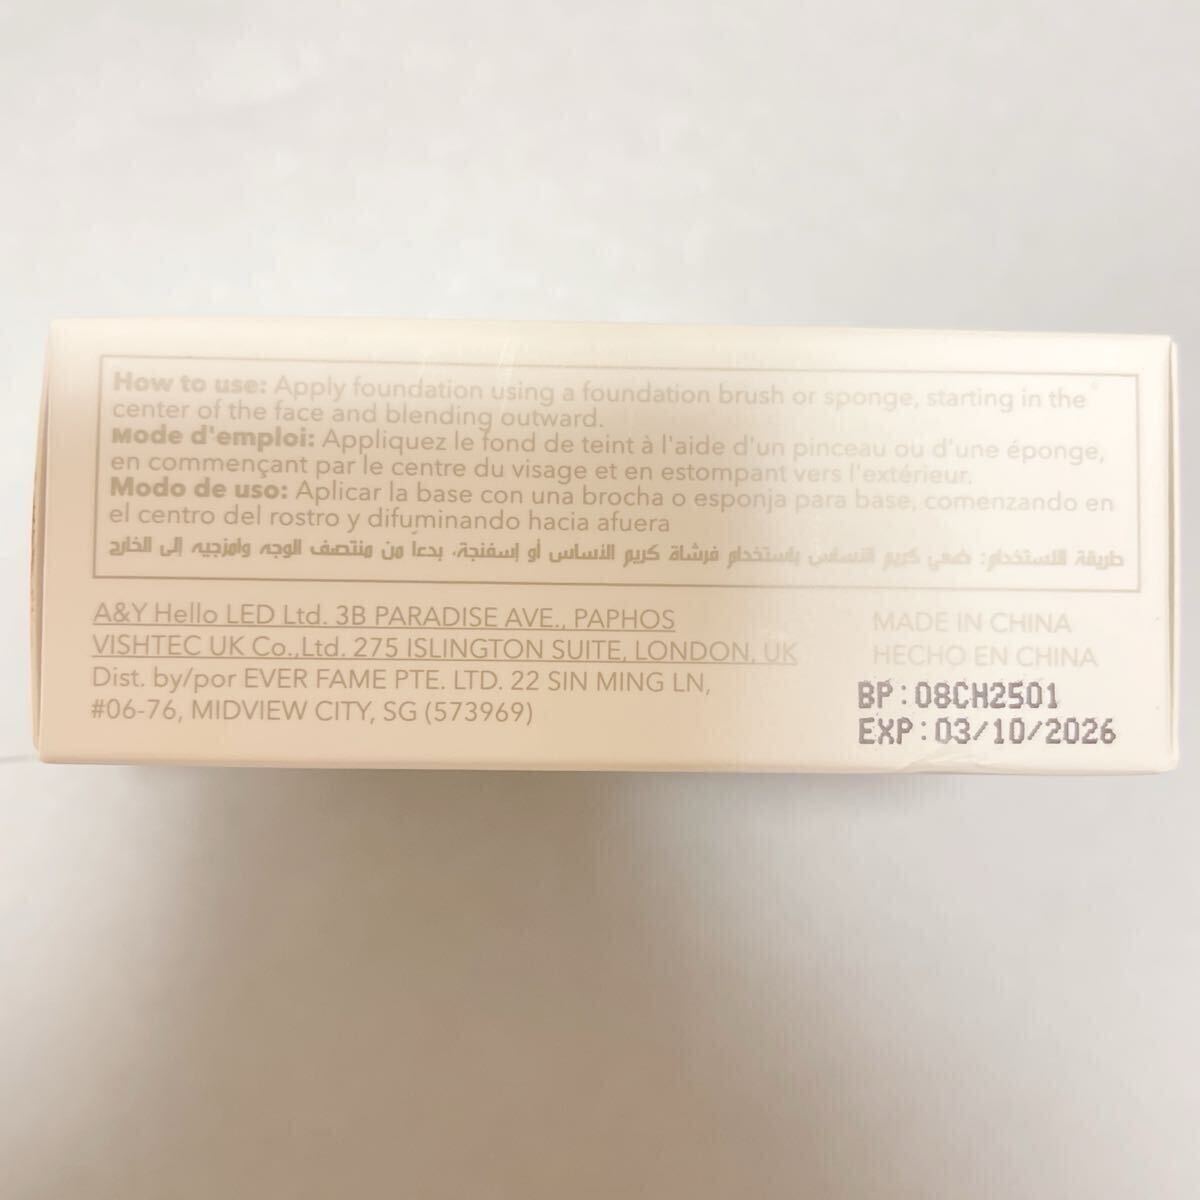 How to use: Apply foundation using a foundation brush or sponge, starting in the
center of the face and blending outward.
Mode d'emploi: Appliquez le fond de teint à l'aide d'un pinceau ou d'une éponge,
en commençant par le centre du visage et en estompant vers l'extérieur.
Modo de uso: Aplicar la base con una brocha o esponja para base, comenzando en
el centro del rostro y difuminando hacia afuera
طريقة الاستخدام: ضعي كريم الأساس باستخدام فرشاة كريم الأساس أو إسفنجة، بدءاً من منتصف الوجه وامزجيه إلى الخارج
A&Y Hello LED Ltd. 3B PARADISE AVE., PAPHOS
VISHTEC UK Co.,Ltd. 275 ISLINGTON SUITE, LONDON, UK
Dist. by/por EVER FAME PTE. LTD. 22 SIN MING LN,
#06-76, MIDVIEW CITY, SG (573969)
MADE IN CHINA
HECHO EN CHINA
BP:08CH2501
EXP:03/10/2026